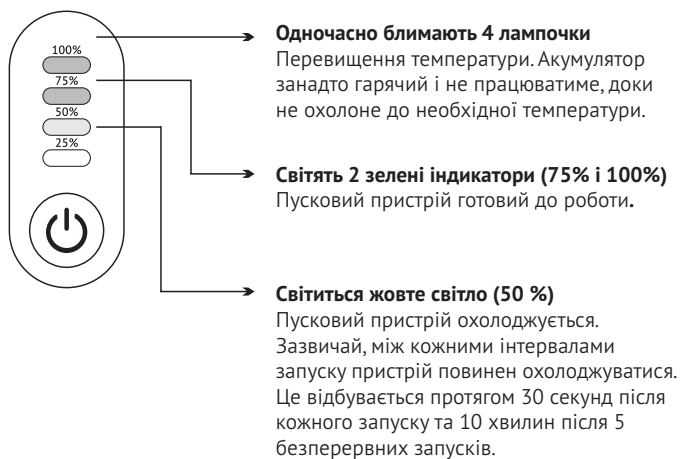 100%
75%
50%
25%
Одночасно блимають 4 лампочки
Перевищення температури. Акумулятор
занадто гарячий і не працюватиме, доки
не охолоне до необхідної температури.
Світять 2 зелені індикатори (75% і 100%)
Пусковий пристрій готовий до роботи.
Світиться жовте світло (50 %)
Пусковий пристрій охолоджується.
Зазвичай, між кожними інтервалами
запуску пристрій повинен охолоджуватися.
Це відбувається протягом 30 секунд після
кожного запуску та 10 хвилин після 5
безперервних запусків.